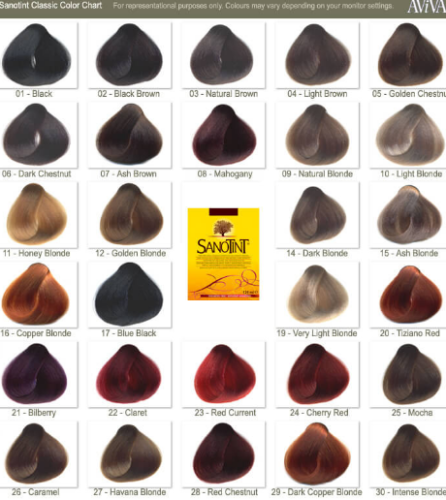 Sanotint Classic Color Chart For representational purposes only. Colours may vary depending on your monitor settings. AViVA
01 - Black 02 - Black Brown 03 - Natural Brown 04 - Light Brown 05 - Golden Chestnu
06 - Dark Chestnut 07 - Ash Brown 08 - Mahogany 09 - Natural Blonde 10 - Light Blonde
11 - Honey Blonde 12 - Golden Blonde SANOTINT 14 - Dark Blonde 15 - Ash Blonde
16 - Copper Blonde 17 - Blue Black 19 - Very Light Blonde 20 - Tiziano Red
21 - Bilberry 22 - Claret 23 - Red Current 24 - Cherry Red 25 - Mocha
26 - Caramel 27 - Havana Blonde 28 - Red Chestnut 29 - Dark Copper Blonde 30 - Intense Blonde